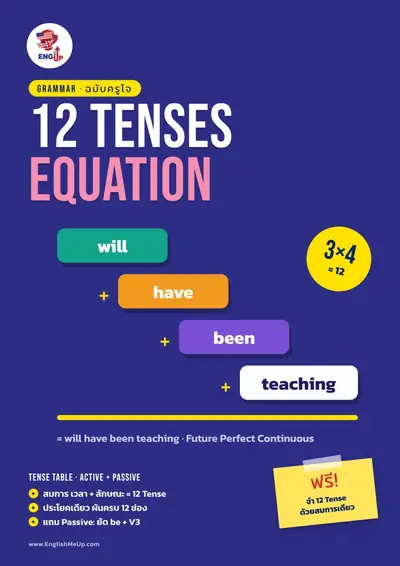 ENGUP
GRAMMAR · ฉบับครูโจ
12 TENSES
EQUATION
will
3×4
= 12
+ have
+ been
+ teaching
= will have been teaching · Future Perfect Continuous
TENSE TABLE · ACTIVE + PASSIVE
สมการ เวลา + ลักษณะ = 12 Tense
ประโยคเดียว ผันครบ 12 ช่อง
แถม Passive: ยัด be + V3
ฟรี!
จำ 12 Tense
ด้วยสมการเดียว
www.EnglishMeUp.com